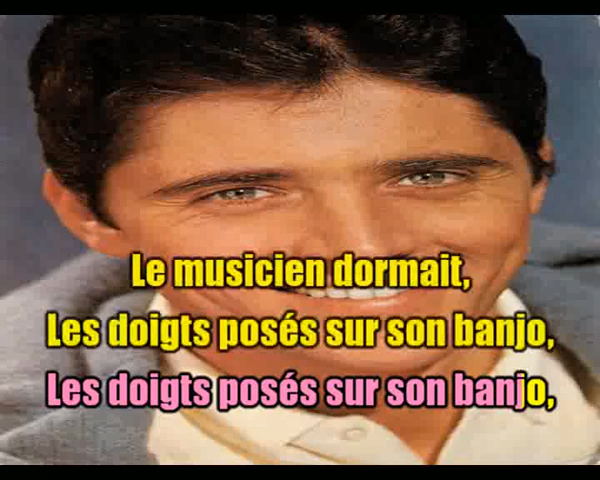 Le musicien dormait,
Les doigts posés sur son banjo,
Les doigts posés sur son banjo,